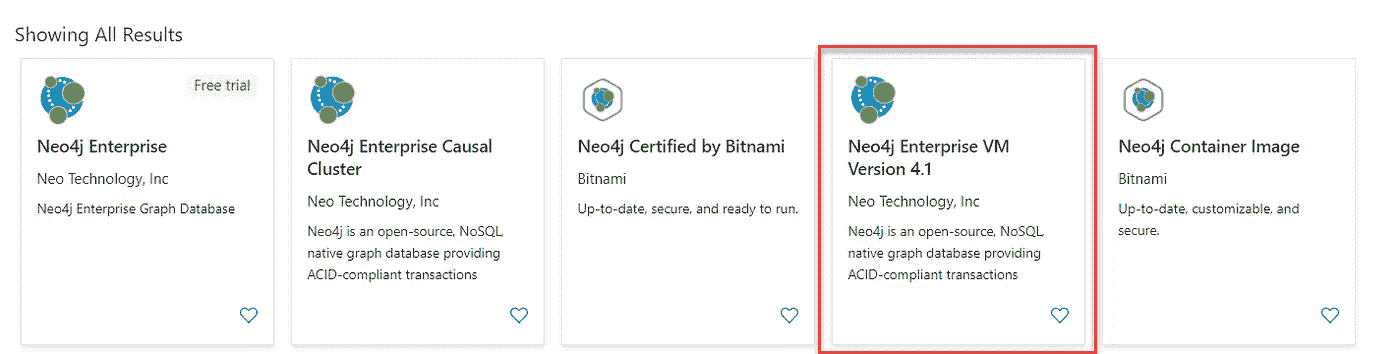 Showing All Results
Free trial
Neo4j Enterprise
Neo Technology, Inc
Neo4j Enterprise Graph Database
Neo4j Enterprise Causal
Cluster
Neo Technology, Inc
Neo4j is an open-source, NoSQL,
native graph database providing
ACID-compliant transactions
Neo4j Certified by Bitnami
Bitnami
Up-to-date, secure, and ready to run.
Neo4j Enterprise VM
Version 4.1
Neo Technology, Inc
Neo4j is an open-source, NoSQL,
native graph database providing
ACID-compliant transactions
Neo4j Container Image
Bitnami
Up-to-date, customizable, and
secure.